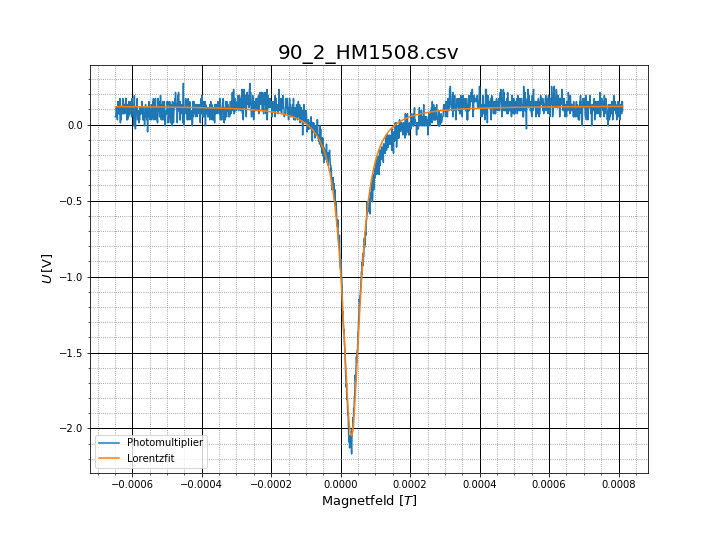 90_2_HM1508.csv
0.0
−0.5
−1.0
−1.5
−2.0
U [V]
Photomultiplier
Lorentzfit
−0.0006 −0.0004 −0.0002 0.0000 0.0002 0.0004 0.0006 0.0008
Magnetfeld [T]